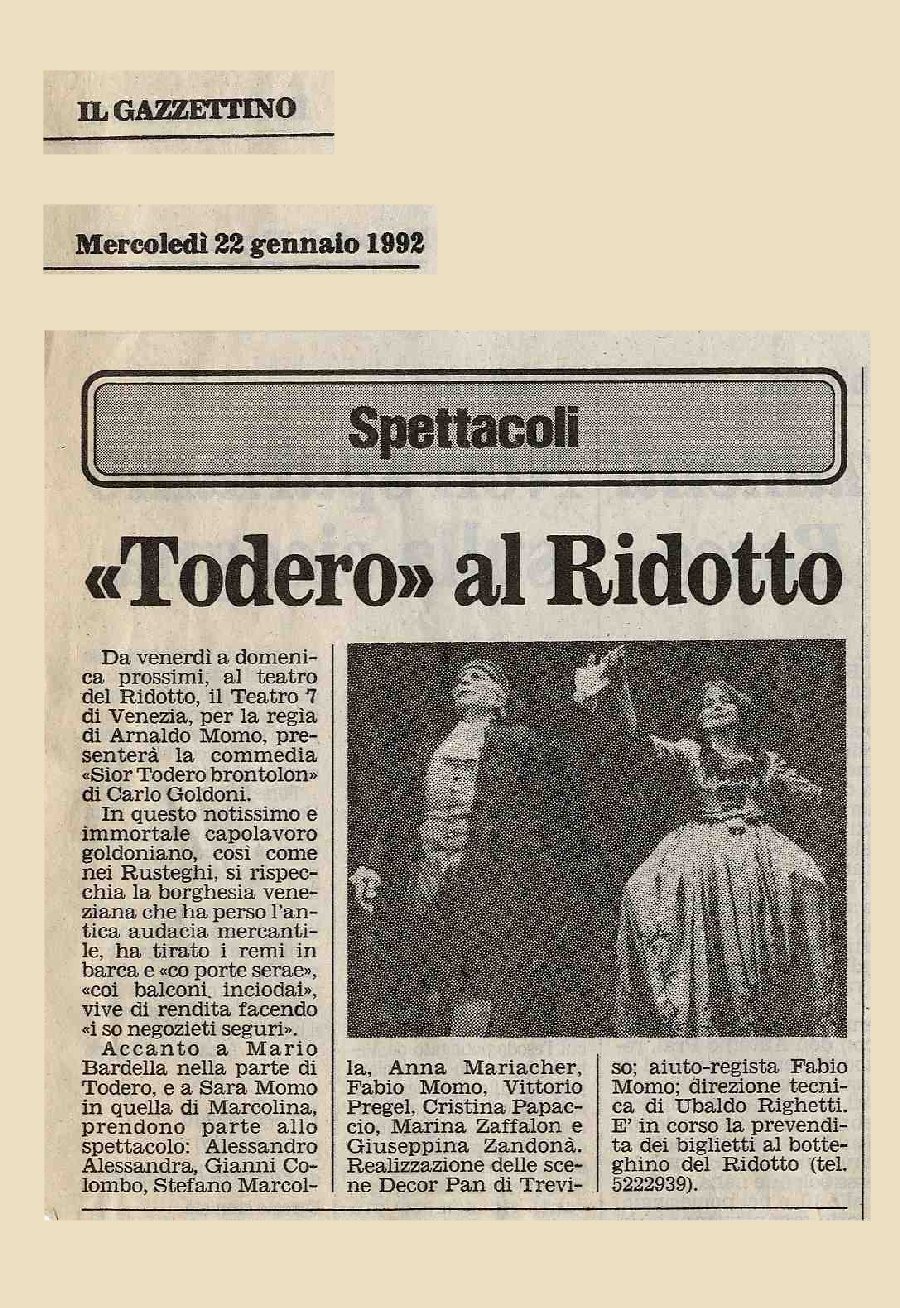 IL GAZZETTINO
Mercoledì 22 gennaio 1992
Spettacoli
«Todero» al Ridotto
Da venerdì a domeni-
ca prossimi, al teatro
del Ridotto, il Teatro 7
di Venezia, per la regìa
di Arnaldo Momo, pre-
senterà la commedia
«Sior Todero brontolon»
di Carlo Goldoni.
In questo notissimo e
immortale capolavoro
goldoniano, così come
nei Rusteghi, si rispec-
chia la borghesia vene-
ziana che ha perso l'an-
tica audacia mercanti-
le, ha tirato i remi in
barca e «co porte serae»,
«coi balconi inciodai»,
vive di rendita facendo
«i so negozieti seguri».
Accanto a Mario
Bardella nella parte di
Todero, e a Sara Momo
in quella di Marcolina,
prendono parte allo
spettacolo: Alessandro
Alessandra, Gianni Co-
lombo, Stefano Marcol-
la, Anna Mariacher,
Fabio Momo, Vittorio
Pregel, Cristina Papac-
cio, Marina Zaffalon e
Giuseppina Zandonà.
Realizzazione delle sce-
ne Decor Pan di Trevi-
so; aiuto-regista Fabio
Momo; direzione tecni-
ca di Ubaldo Righetti.
E' in corso la prevendi-
ta dei biglietti al botte-
ghino del Ridotto (tel.
5222939).